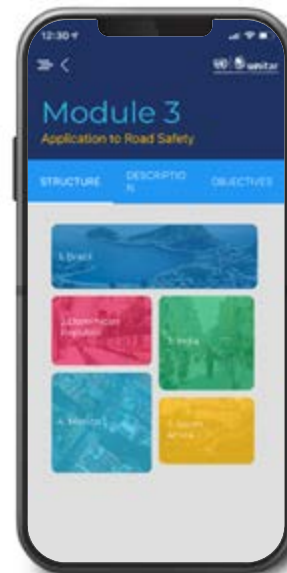 12:30
unitar
Module 3
Application to Road Safety
STRUCTURE
DESCRIPTIO
N
OBJECTIVES
1.Brazil
2.Dominican
Republic
3. India
4. Mexico
5. South
Africa